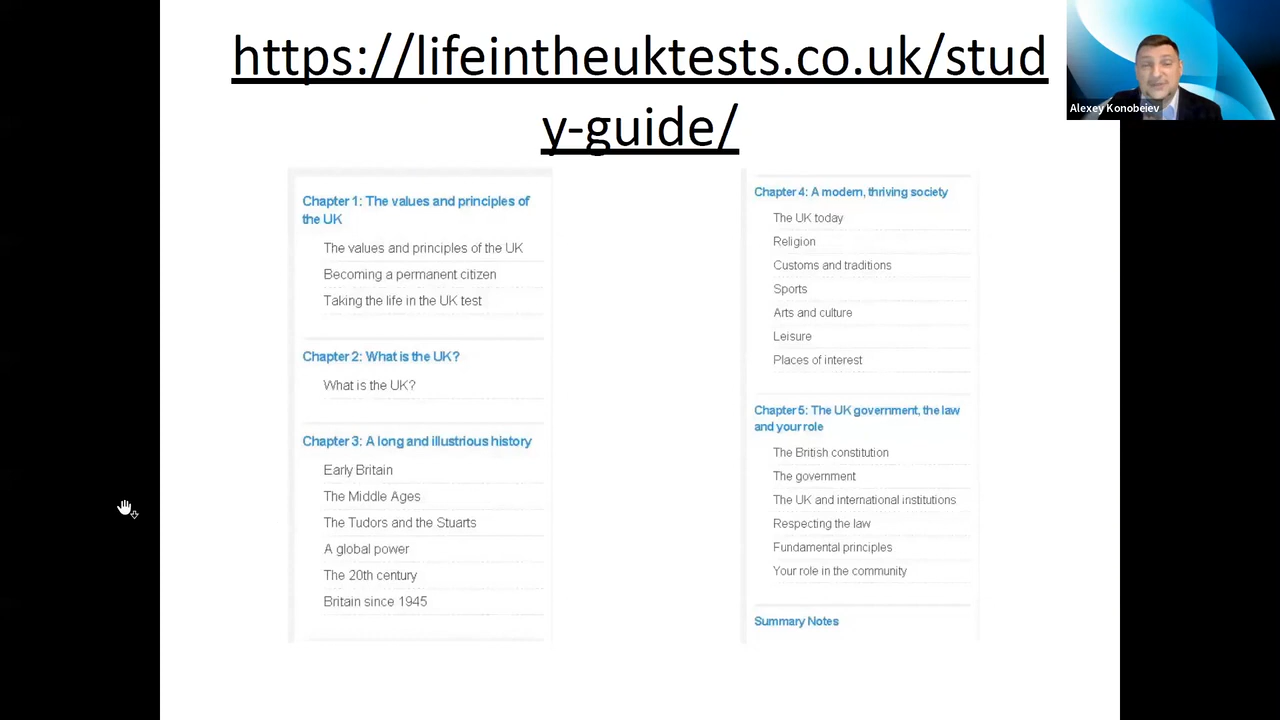 https://lifeintheuktests.co.uk/stud
y-guide/
Alexey Konobeiev
Chapter 1: The values and principles of
the UK
The values and principles of the UK
Becoming a permanent citizen
Taking the life in the UK test
Chapter 2: What is the UK?
What is the UK?
Chapter 3: A long and illustrious history
Early Britain
The Middle Ages
The Tudors and the Stuarts
A global power
The 20th century
Britain since 1945
Chapter 4: A modern, thriving society
The UK today
Religion
Customs and traditions
Sports
Arts and culture
Leisure
Places of interest
Chapter 5: The UK government, the law
and your role
The British constitution
The government
The UK and international institutions
Respecting the law
Fundamental principles
Your role in the community
Summary Notes